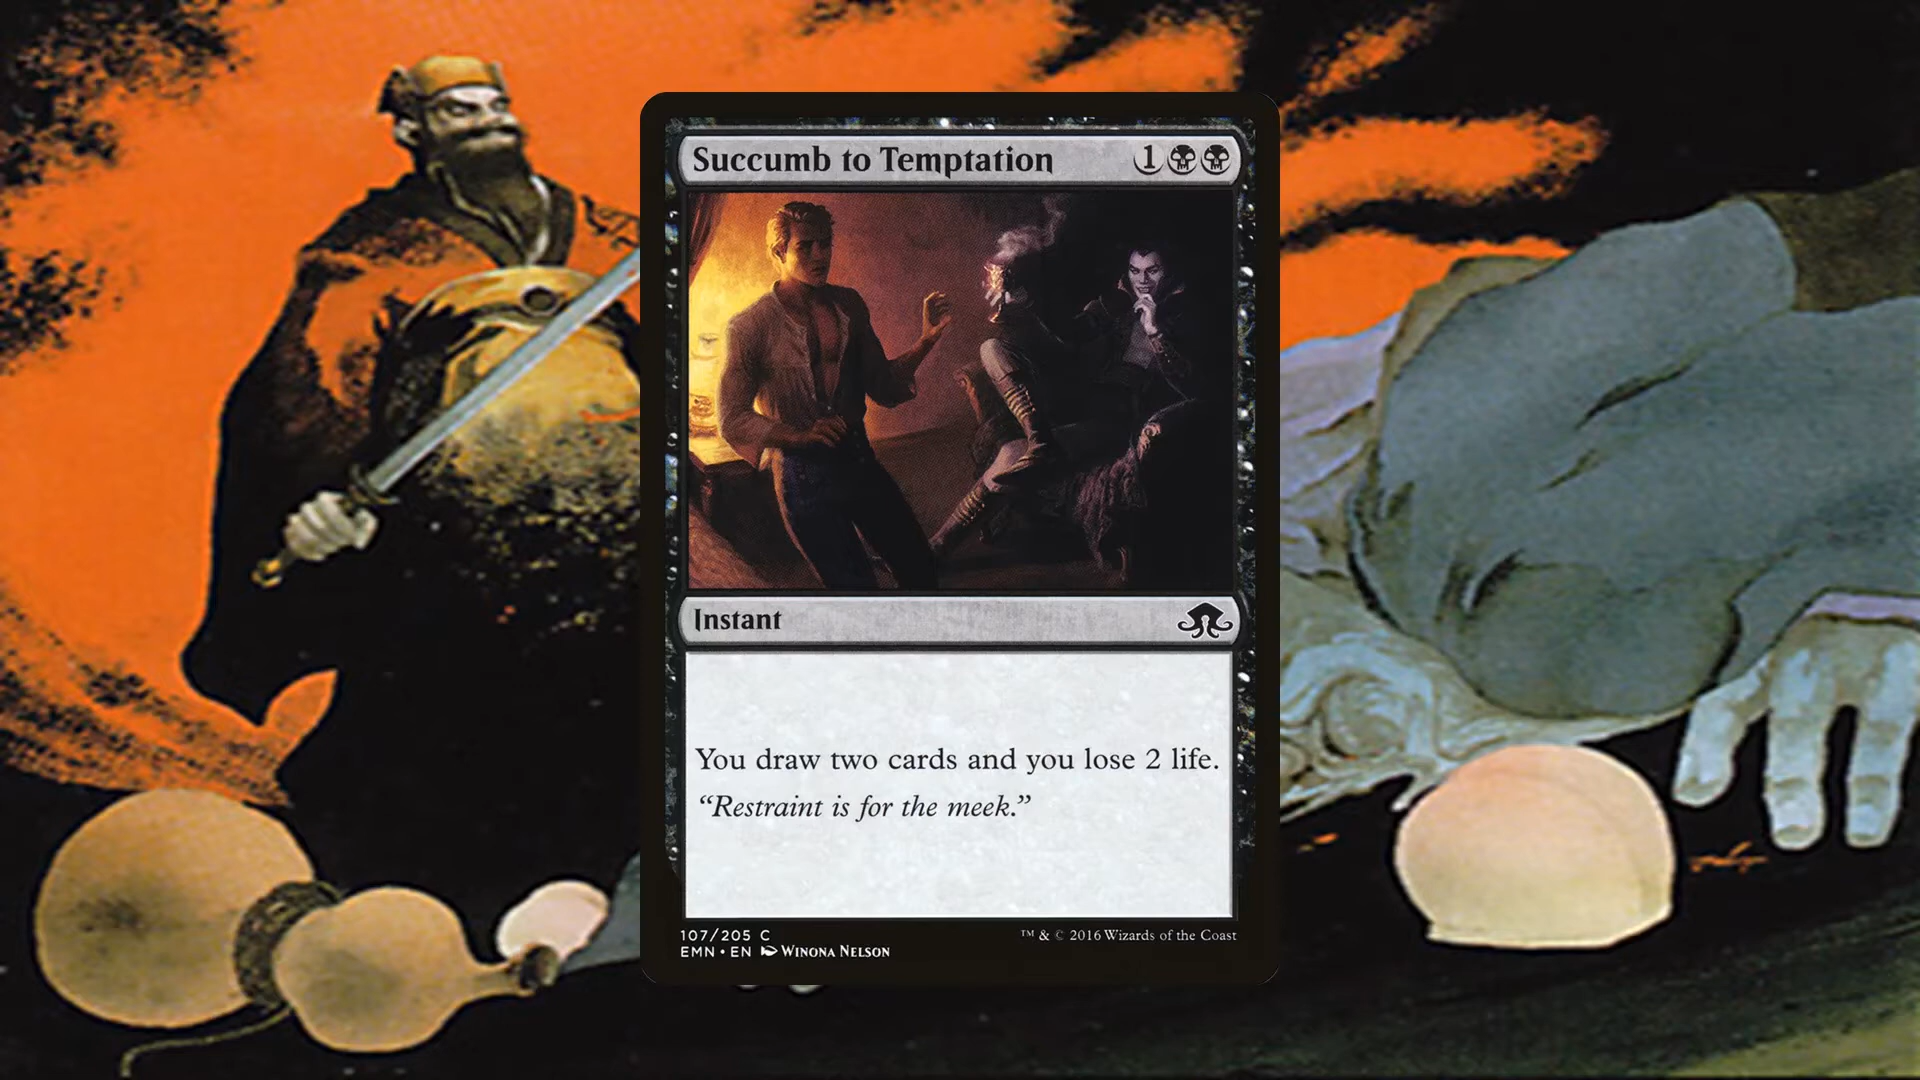 Succumb to Temptation 1
Instant
You draw two cards and you lose 2 life.
“Restraint is for the meek.”
107/205 C
EMN • EN Winona Nelson
™ & © 2016 Wizards of the Coast